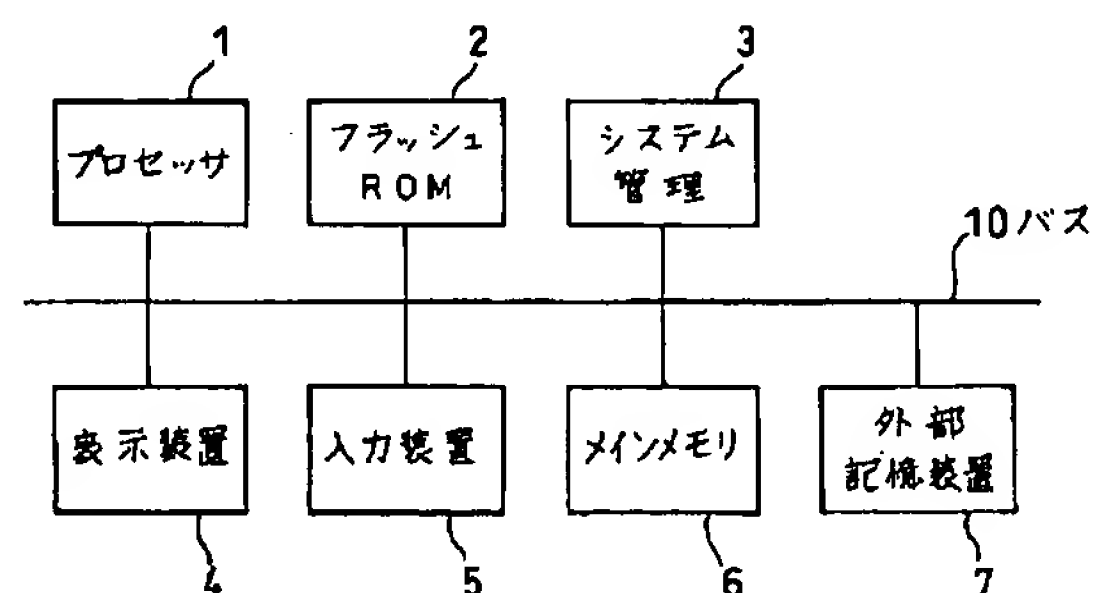 1
2
3
プロセッサ
フラッシュ
ROM
システム
管理
10 バス
表示装置
入力装置
メインメモリ
外部
記憶装置
4
5
6
7